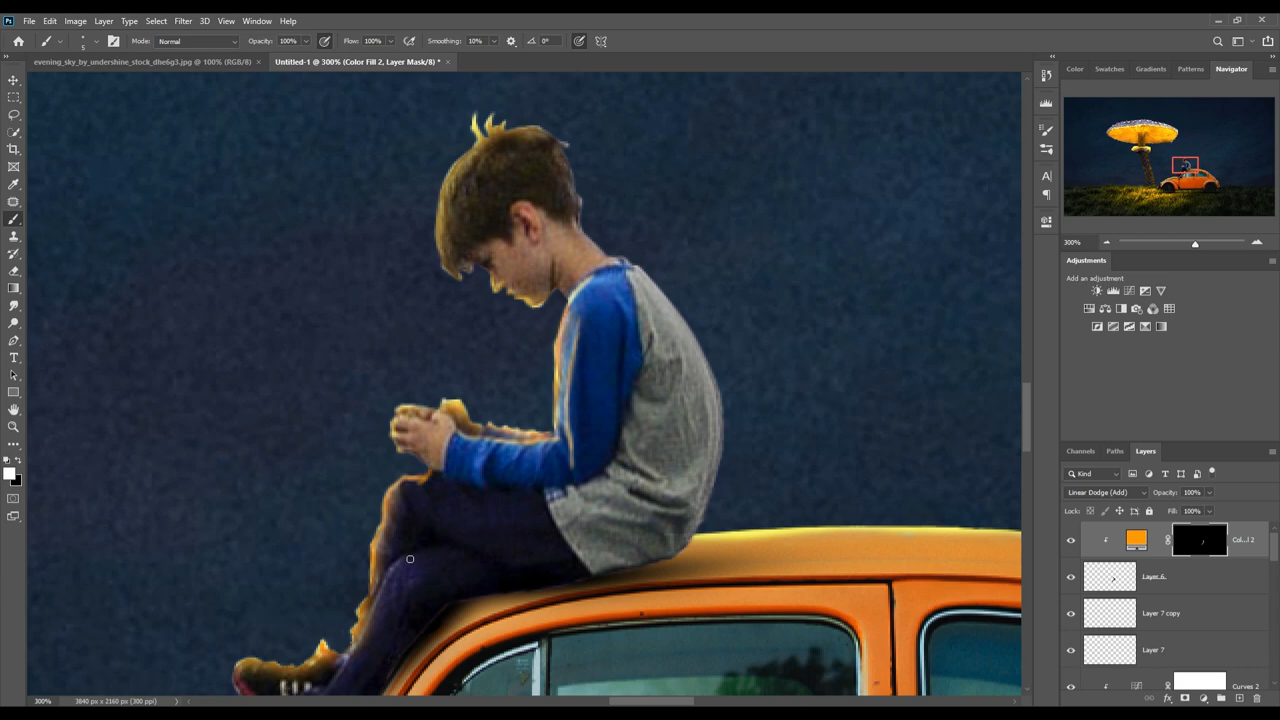 Ps File Edit Image Layer Type Select Filter 3D View Window Help
5 Mode: Normal Opacity: 100% Flow: 100% Smoothing: 10% 0°
evening_sky_by_undershine_stock_dhe6g3.jpg @ 100% (RGB/8) × Untitled-1 @ 300% (Color Fill 2, Layer Mask/8) * ×
Color Swatches Gradients Patterns Navigator
300%
Adjustments
Add an adjustment
Channels Paths Layers
Kind
Linear Dodge (Add) Opacity: 100%
Lock: Fill: 100%
Col...l 2
Layer 6
Layer 7 copy
Layer 7
Curves 2
300% 3840 px x 2160 px (300 ppi)